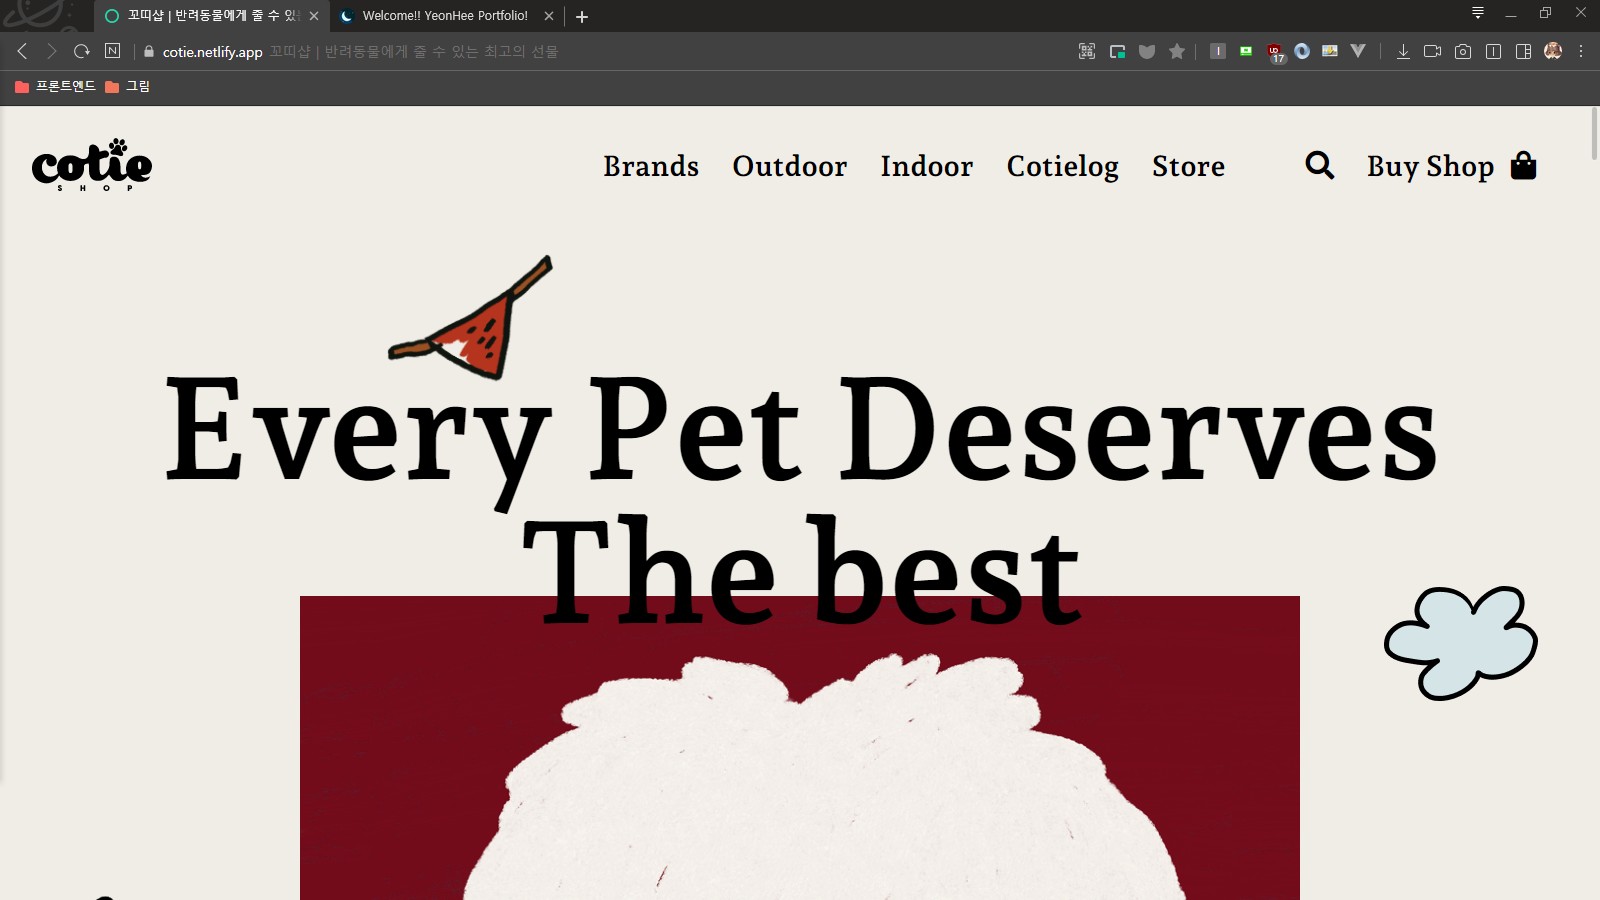 꼬띠샵 | 반려동물에게 줄 수 있
Welcome!! YeonHee Portfolio!
N
cotie.netlify.app 꼬띠샵 | 반려동물에게 줄 수 있는 최고의 선물
17
프론트엔드 그림
cotie
SHOP
Brands Outdoor Indoor Cotielog Store Buy Shop
Every Pet Deserves
The best